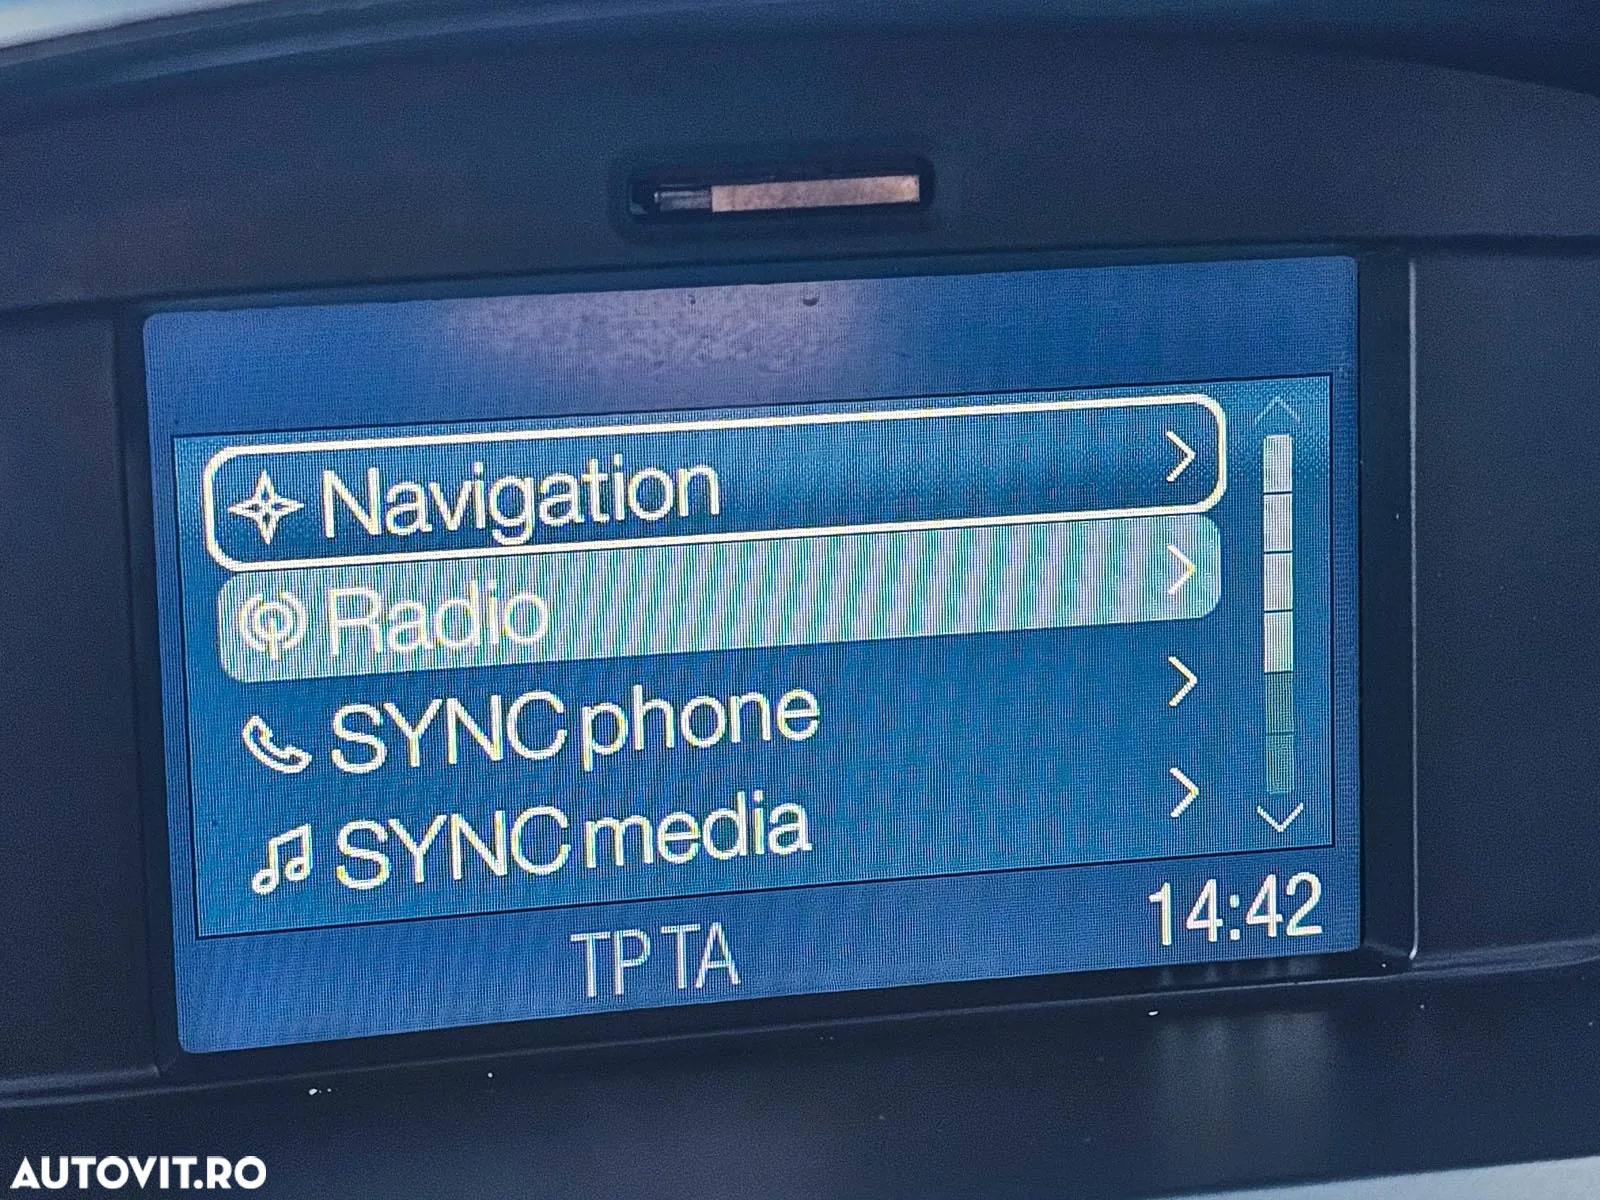 Navigation
Radio
SYNC phone
SYNC media
TP TA
14:42
AUTOVIT.RO